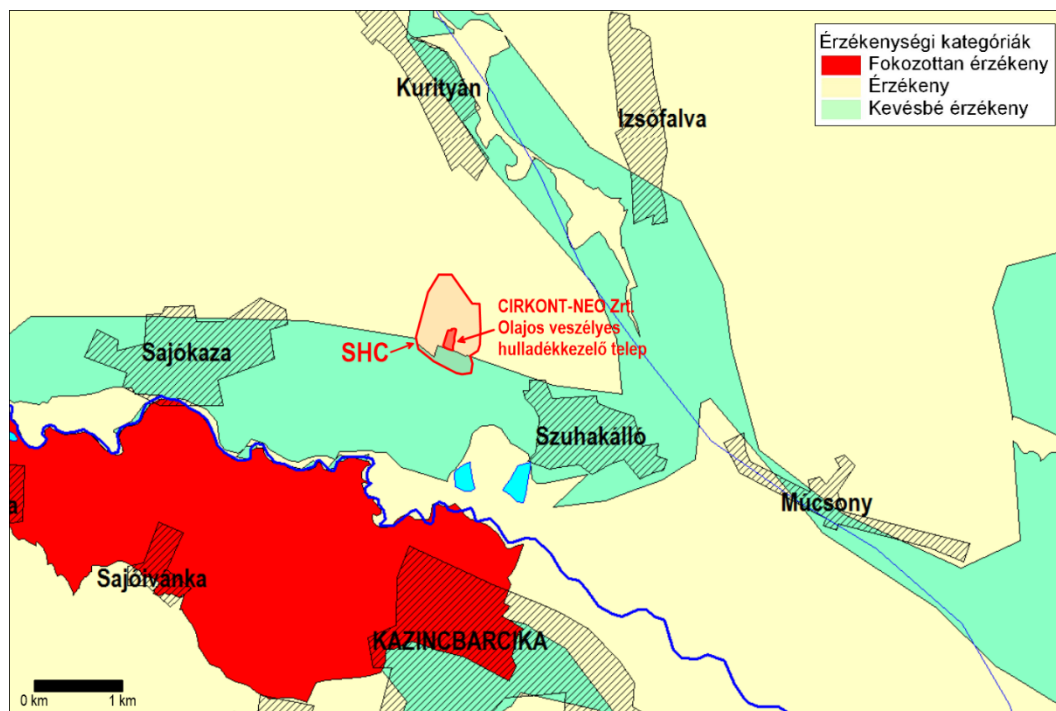 Érzékenységi kategóriák
Fokozottan érzékeny
Érzékeny
Kevésbé érzékeny
Kurityán
Izsófalva
CIRKONT-NEO Zrt.
Olajos veszélyes
hulladékkezelő telep
SHC
Sajókaza
Szuhakálló
Múcsony
a
Sajóivánka
KAZINCBARCIKA
0 km 1 km